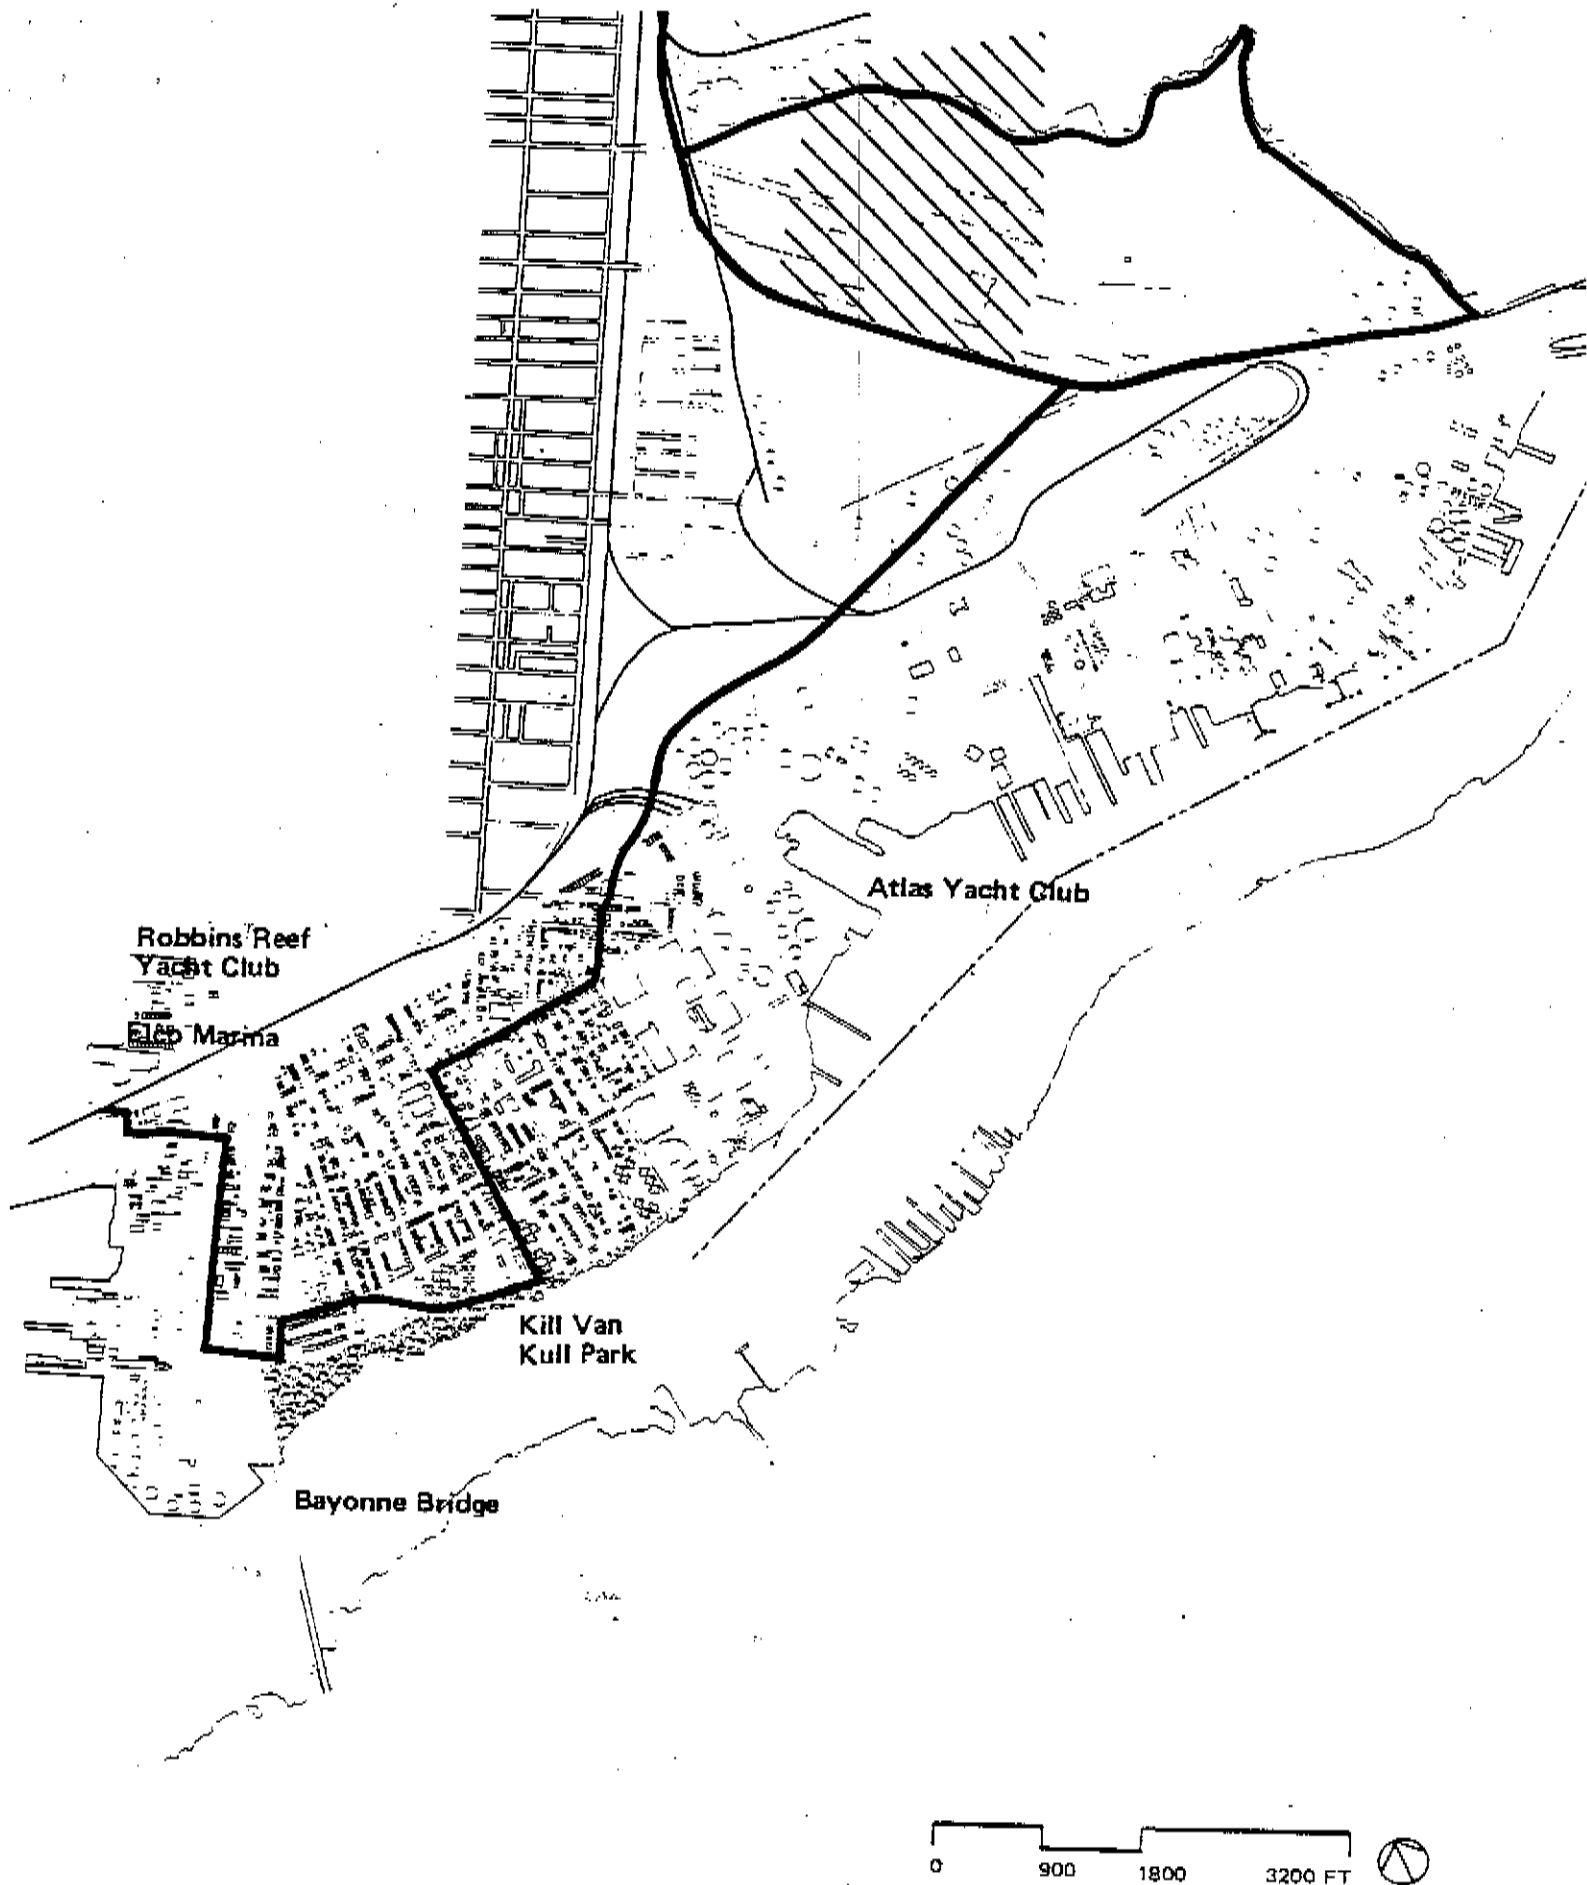 Atlas Yacht Club
Robbins Reef
Yacht Club
Elco Marina
Kill Van
Kull Park
Bayonne Bridge
0 900 1800 3200 FT